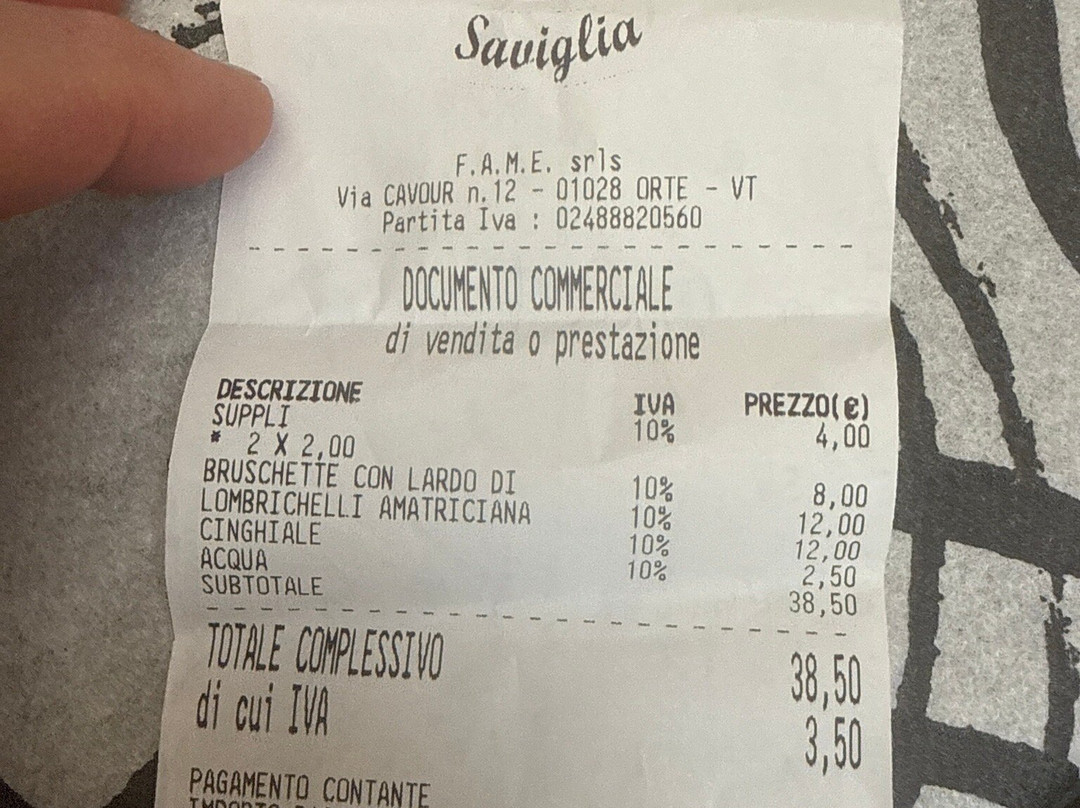 Saviglia
F.A.M.E. srls
Via CAVOUR n.12 - 01028 ORTE - VT
Partita Iva : 02488820560
DOCUMENTO COMMERCIALE
di vendita o prestazione
DESCRIZIONE IVA PREZZO(€)
SUPPLI 10% 4,00
* 2 X 2,00
BRUSCHETTE CON LARDO DI 10% 8,00
LOMBRICHELLI AMATRICIANA 10% 12,00
CINGHIALE 10% 12,00
ACQUA 10% 2,50
SUBTOTALE 38,50
TOTALE COMPLESSIVO 38,50
di cui IVA 3,50
PAGAMENTO CONTANTE